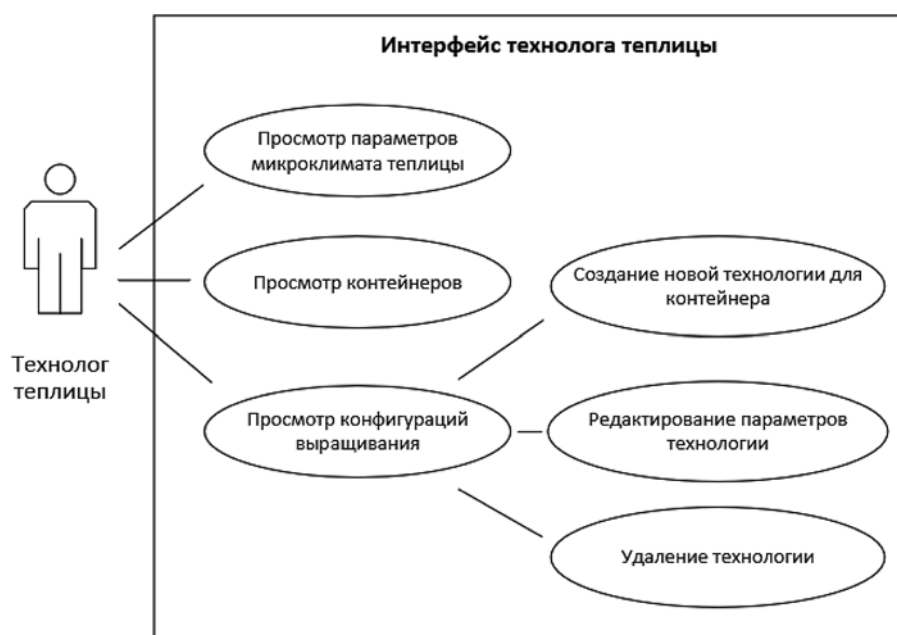 Интерфейс технолога теплицы
Просмотр параметров
микроклимата теплицы
Просмотр контейнеров
Создание новой технологии для
контейнера
Технолог
теплицы
Просмотр конфигураций
выращивания
Редактирование параметров
технологии
Удаление технологии